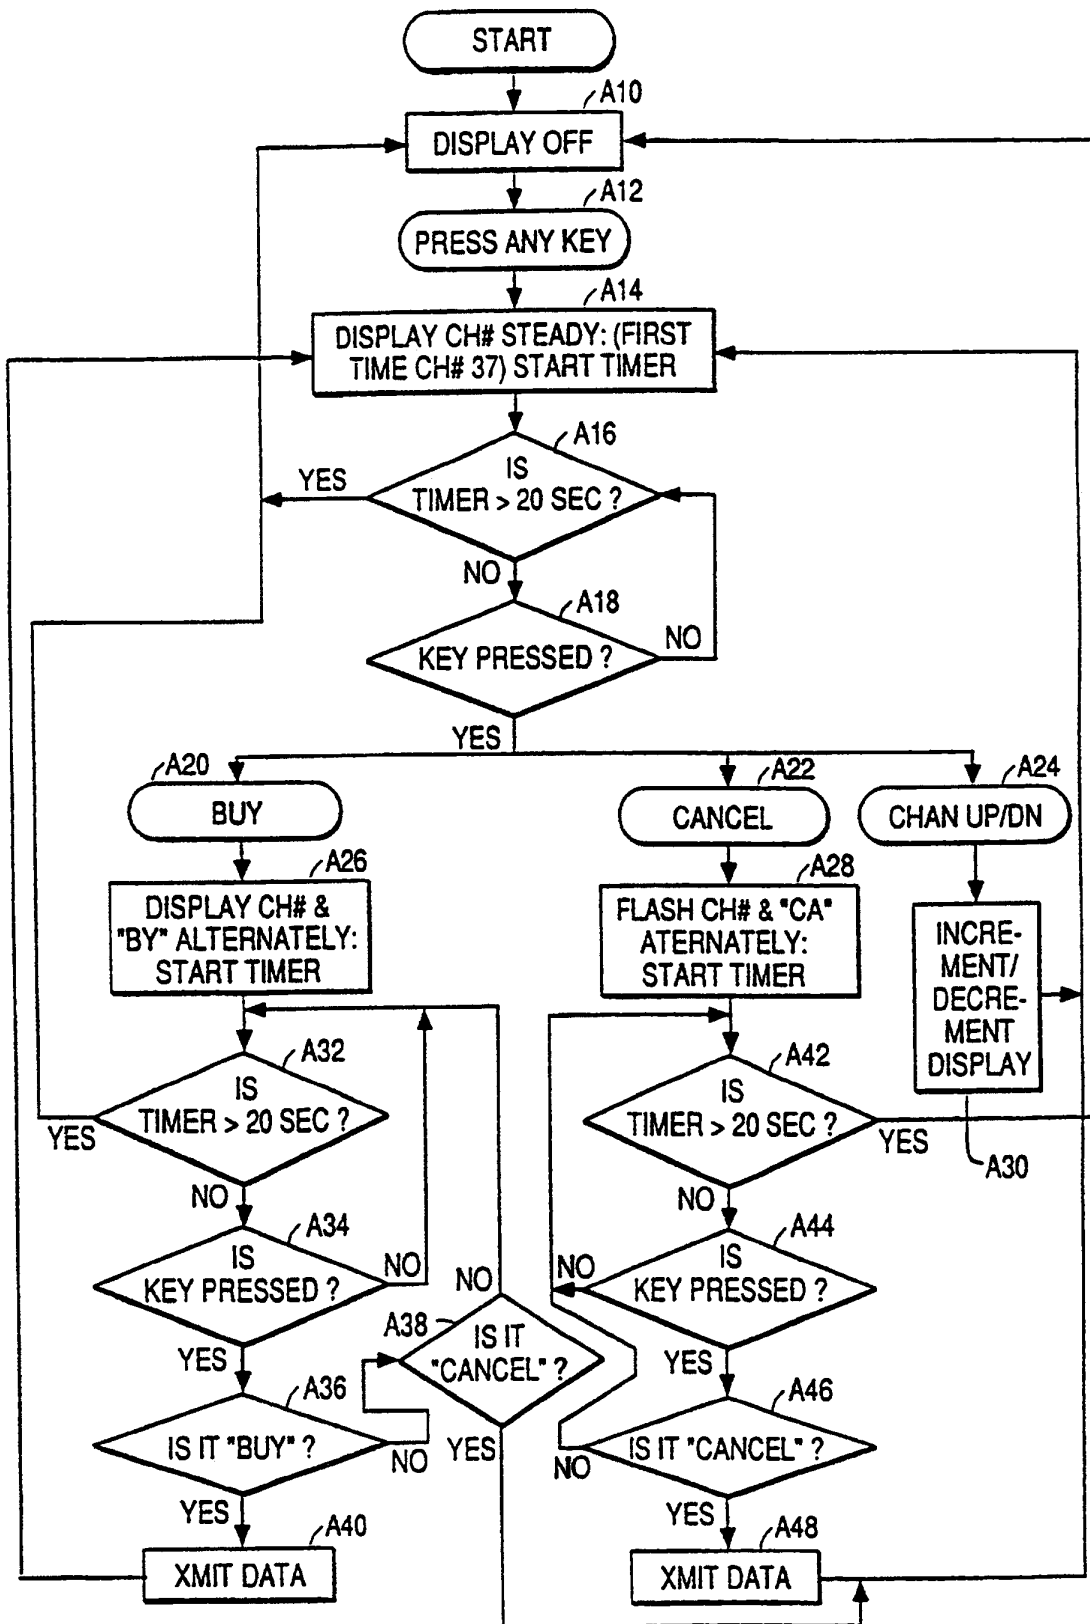 START
A10
DISPLAY OFF
A12
PRESS ANY KEY
A14
DISPLAY CH# STEADY: (FIRST
TIME CH# 37) START TIMER
A16
IS
TIMER > 20 SEC ?
YES
NO
A18
KEY PRESSED ?
NO
YES
A20
BUY
A22
CANCEL
A24
CHAN UP/DN
A26
DISPLAY CH# &
"BY" ALTERNATELY:
START TIMER
A28
FLASH CH# & "CA"
ATERNATELY:
START TIMER
INCRE-
MENT/
DECRE-
MENT
DISPLAY
A30
A32
IS
TIMER > 20 SEC ?
YES
NO
A34
IS
KEY PRESSED ?
NO
YES
A36
IS IT "BUY" ?
NO
YES
A38
IS IT
"CANCEL" ?
NO
YES
A40
XMIT DATA
A42
IS
TIMER > 20 SEC ?
YES
NO
A44
IS
KEY PRESSED ?
NO
YES
A46
IS IT "CANCEL" ?
NO
YES
A48
XMIT DATA